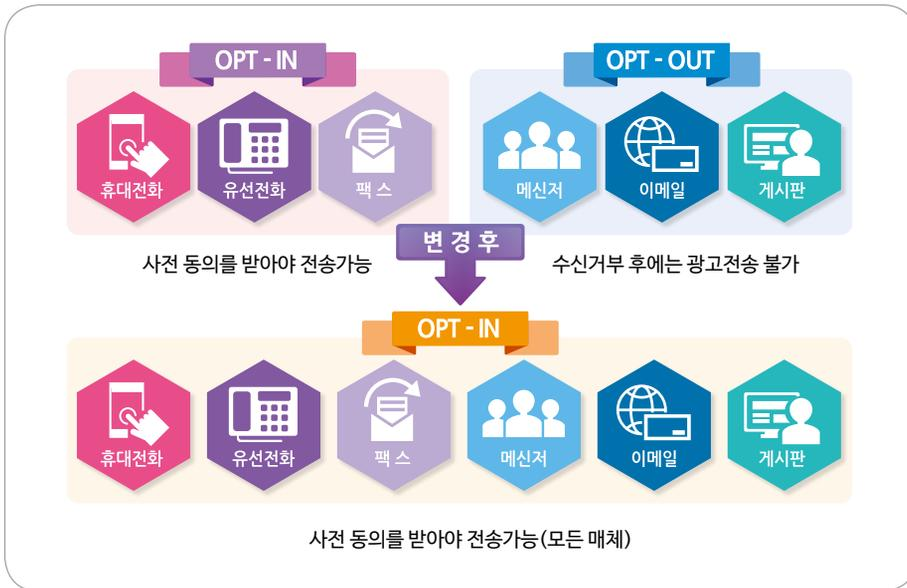 OPT - IN
OPT - OUT
휴대전화
유선전화
팩 스
메신저
이메일
게시판
변 경 후
사전 동의를 받아야 전송가능
수신거부 후에는 광고전송 불가
OPT - IN
휴대전화
유선전화
팩 스
메신저
이메일
게시판
사전 동의를 받아야 전송가능(모든 매체)